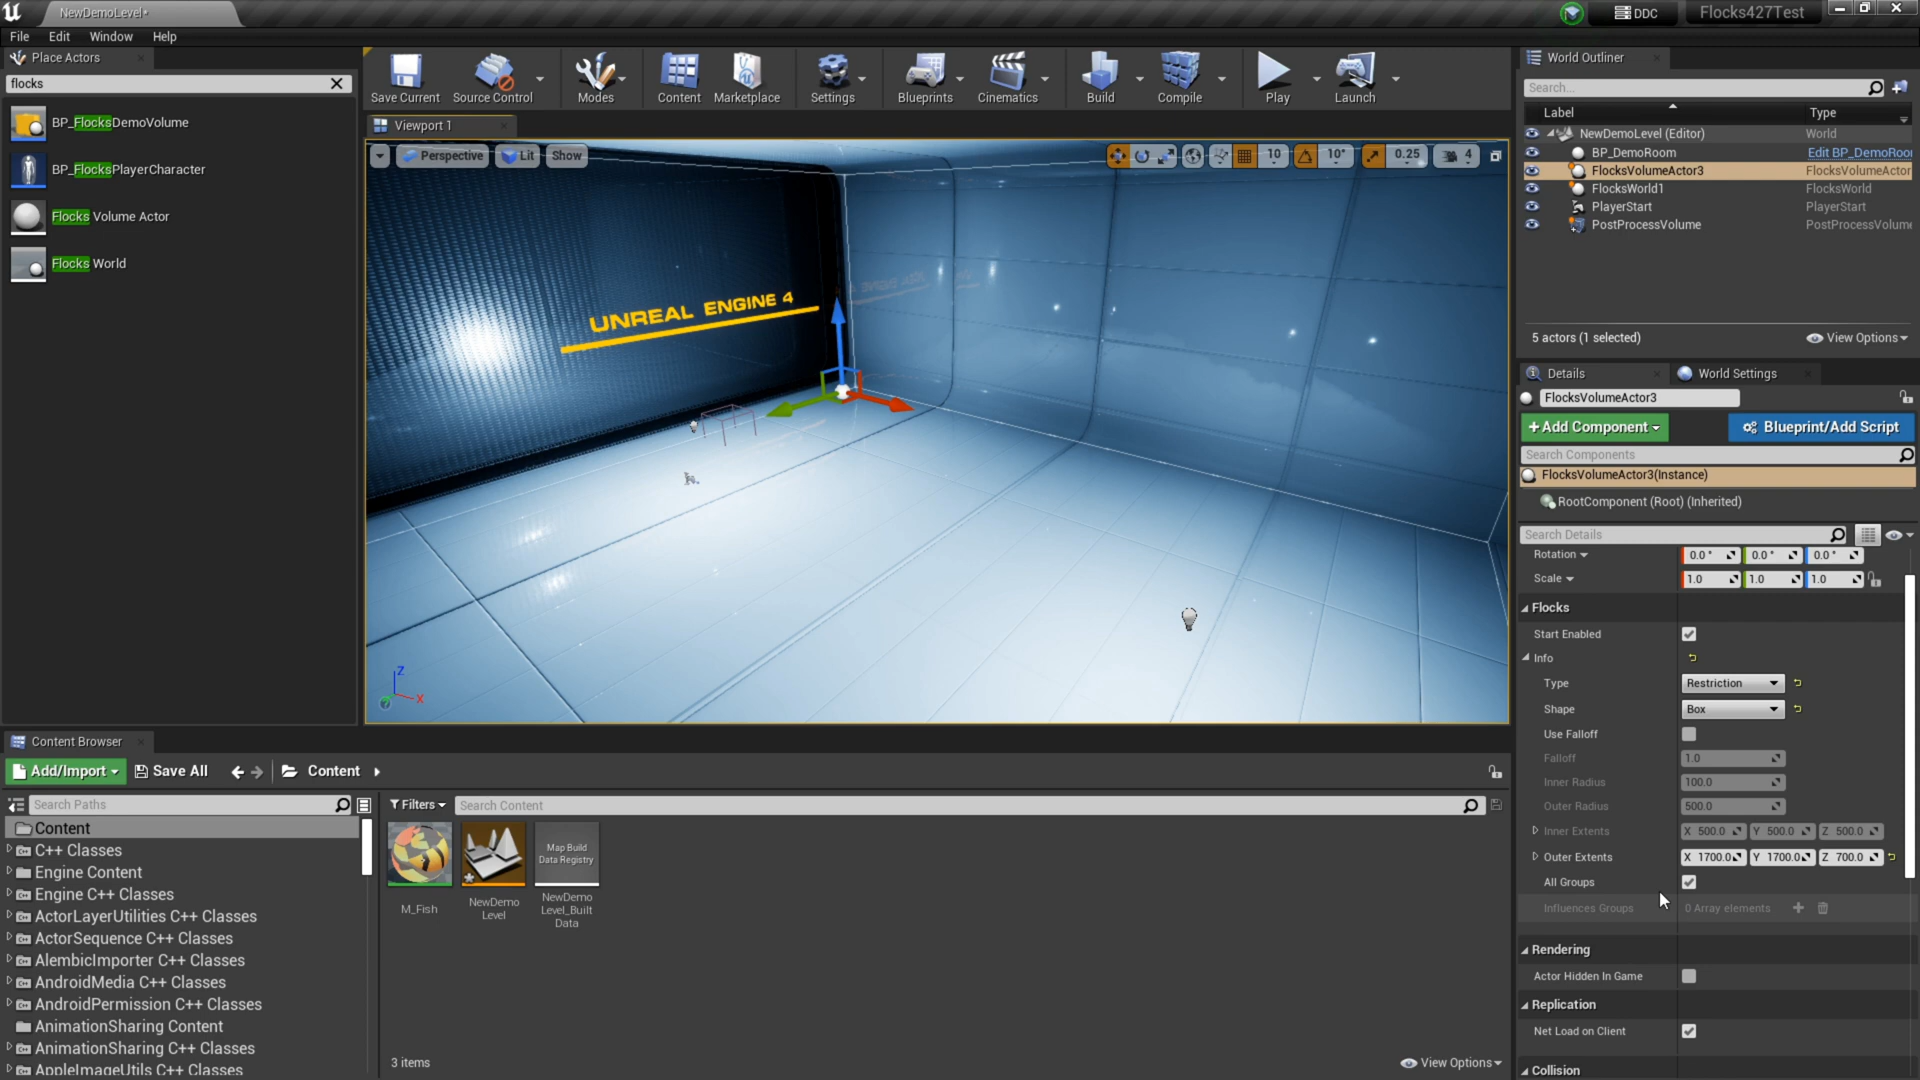 NewDemoLevel*
DDC
Flocks427Test
File Edit Window Help
Place Actors
flocks
BP_FlocksDemoVolume
BP_FlocksPlayerCharacter
Flocks Volume Actor
Flocks World
Save Current
Source Control
Modes
Content
Marketplace
Settings
Blueprints
Cinematics
Build
Compile
Play
Launch
Viewport 1
Perspective
Lit
Show
10
10°
0.25
4
UNREAL ENGINE 4
Z
X
World Outliner
Search...
Label Type
NewDemoLevel (Editor) World
BP_DemoRoom Edit BP_DemoRoo
FlocksVolumeActor3 FlocksVolumeActor
FlocksWorld1 FlocksWorld
PlayerStart PlayerStart
PostProcessVolume PostProcessVolume
5 actors (1 selected)
View Options
Details
World Settings
FlocksVolumeActor3
+Add Component
Blueprint/Add Script
Search Components
FlocksVolumeActor3(Instance)
RootComponent (Root) (Inherited)
Search Details
Rotation 0.0° 0.0° 0.0°
Scale 1.0 1.0 1.0
Flocks
Start Enabled
Info
Type Restriction
Shape Box
Use Falloff
Falloff 1.0
Inner Radius 100.0
Outer Radius 500.0
Inner Extents X 500.0 Y 500.0 Z 500.0
Outer Extents X 1700.0 Y 1700.0 Z 700.0
All Groups
Influences Groups 0 Array elements
Rendering
Actor Hidden In Game
Replication
Net Load on Client
Collision
Content Browser
Add/Import
Save All
Content
Search Paths
Filters
Search Content
Content
C++ Classes
Engine Content
Engine C++ Classes
ActorLayerUtilities C++ Classes
ActorSequence C++ Classes
AlembicImporter C++ Classes
AndroidMedia C++ Classes
AndroidPermission C++ Classes
AnimationSharing Content
AnimationSharing C++ Classes
AppleImageUtils C++ Classes
M_Fish
NewDemo
Level
Map Build
Data Registry
NewDemo
Level_Built
Data
3 items
View Options